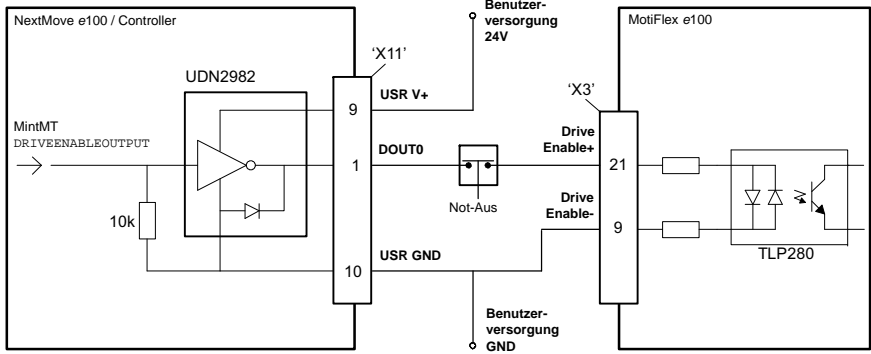 NextMove e100 / Controller
Benutzer-
versorgung
24V
MotiFlex e100
'X11'
UDN2982
USR V+
9
'X3'
MintMT
DRIVEENABLEOUTPUT
Drive
Enable+
DOUT0
1
21
Not-Aus
Drive
Enable-
10k
9
TLP280
USR GND
10
Benutzer-
versorgung
GND